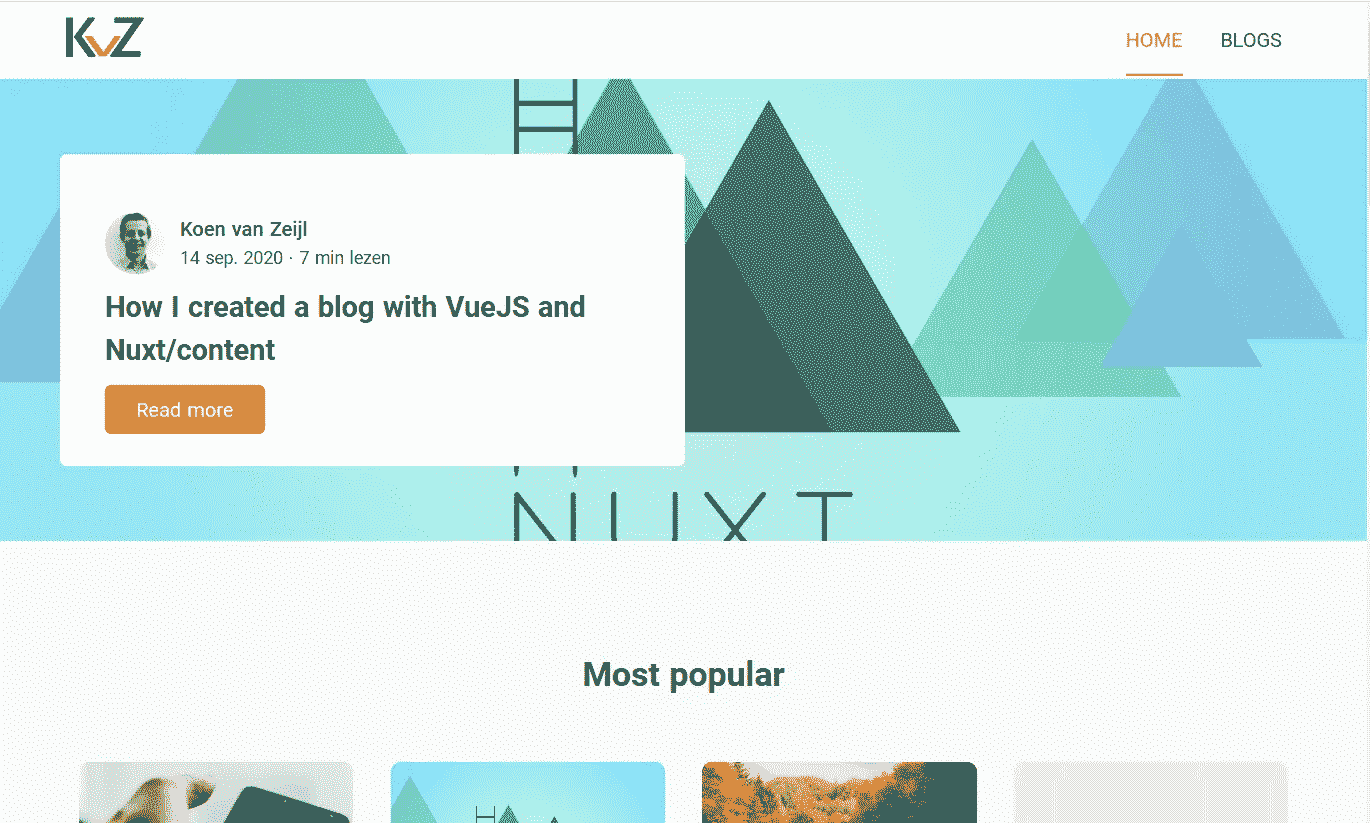 KvZ
HOME
BLOGS
Koen van Zeijl
14 sep. 2020 · 7 min lezen
How I created a blog with VueJS and
Nuxt/content
Read more
NUXT
Most popular